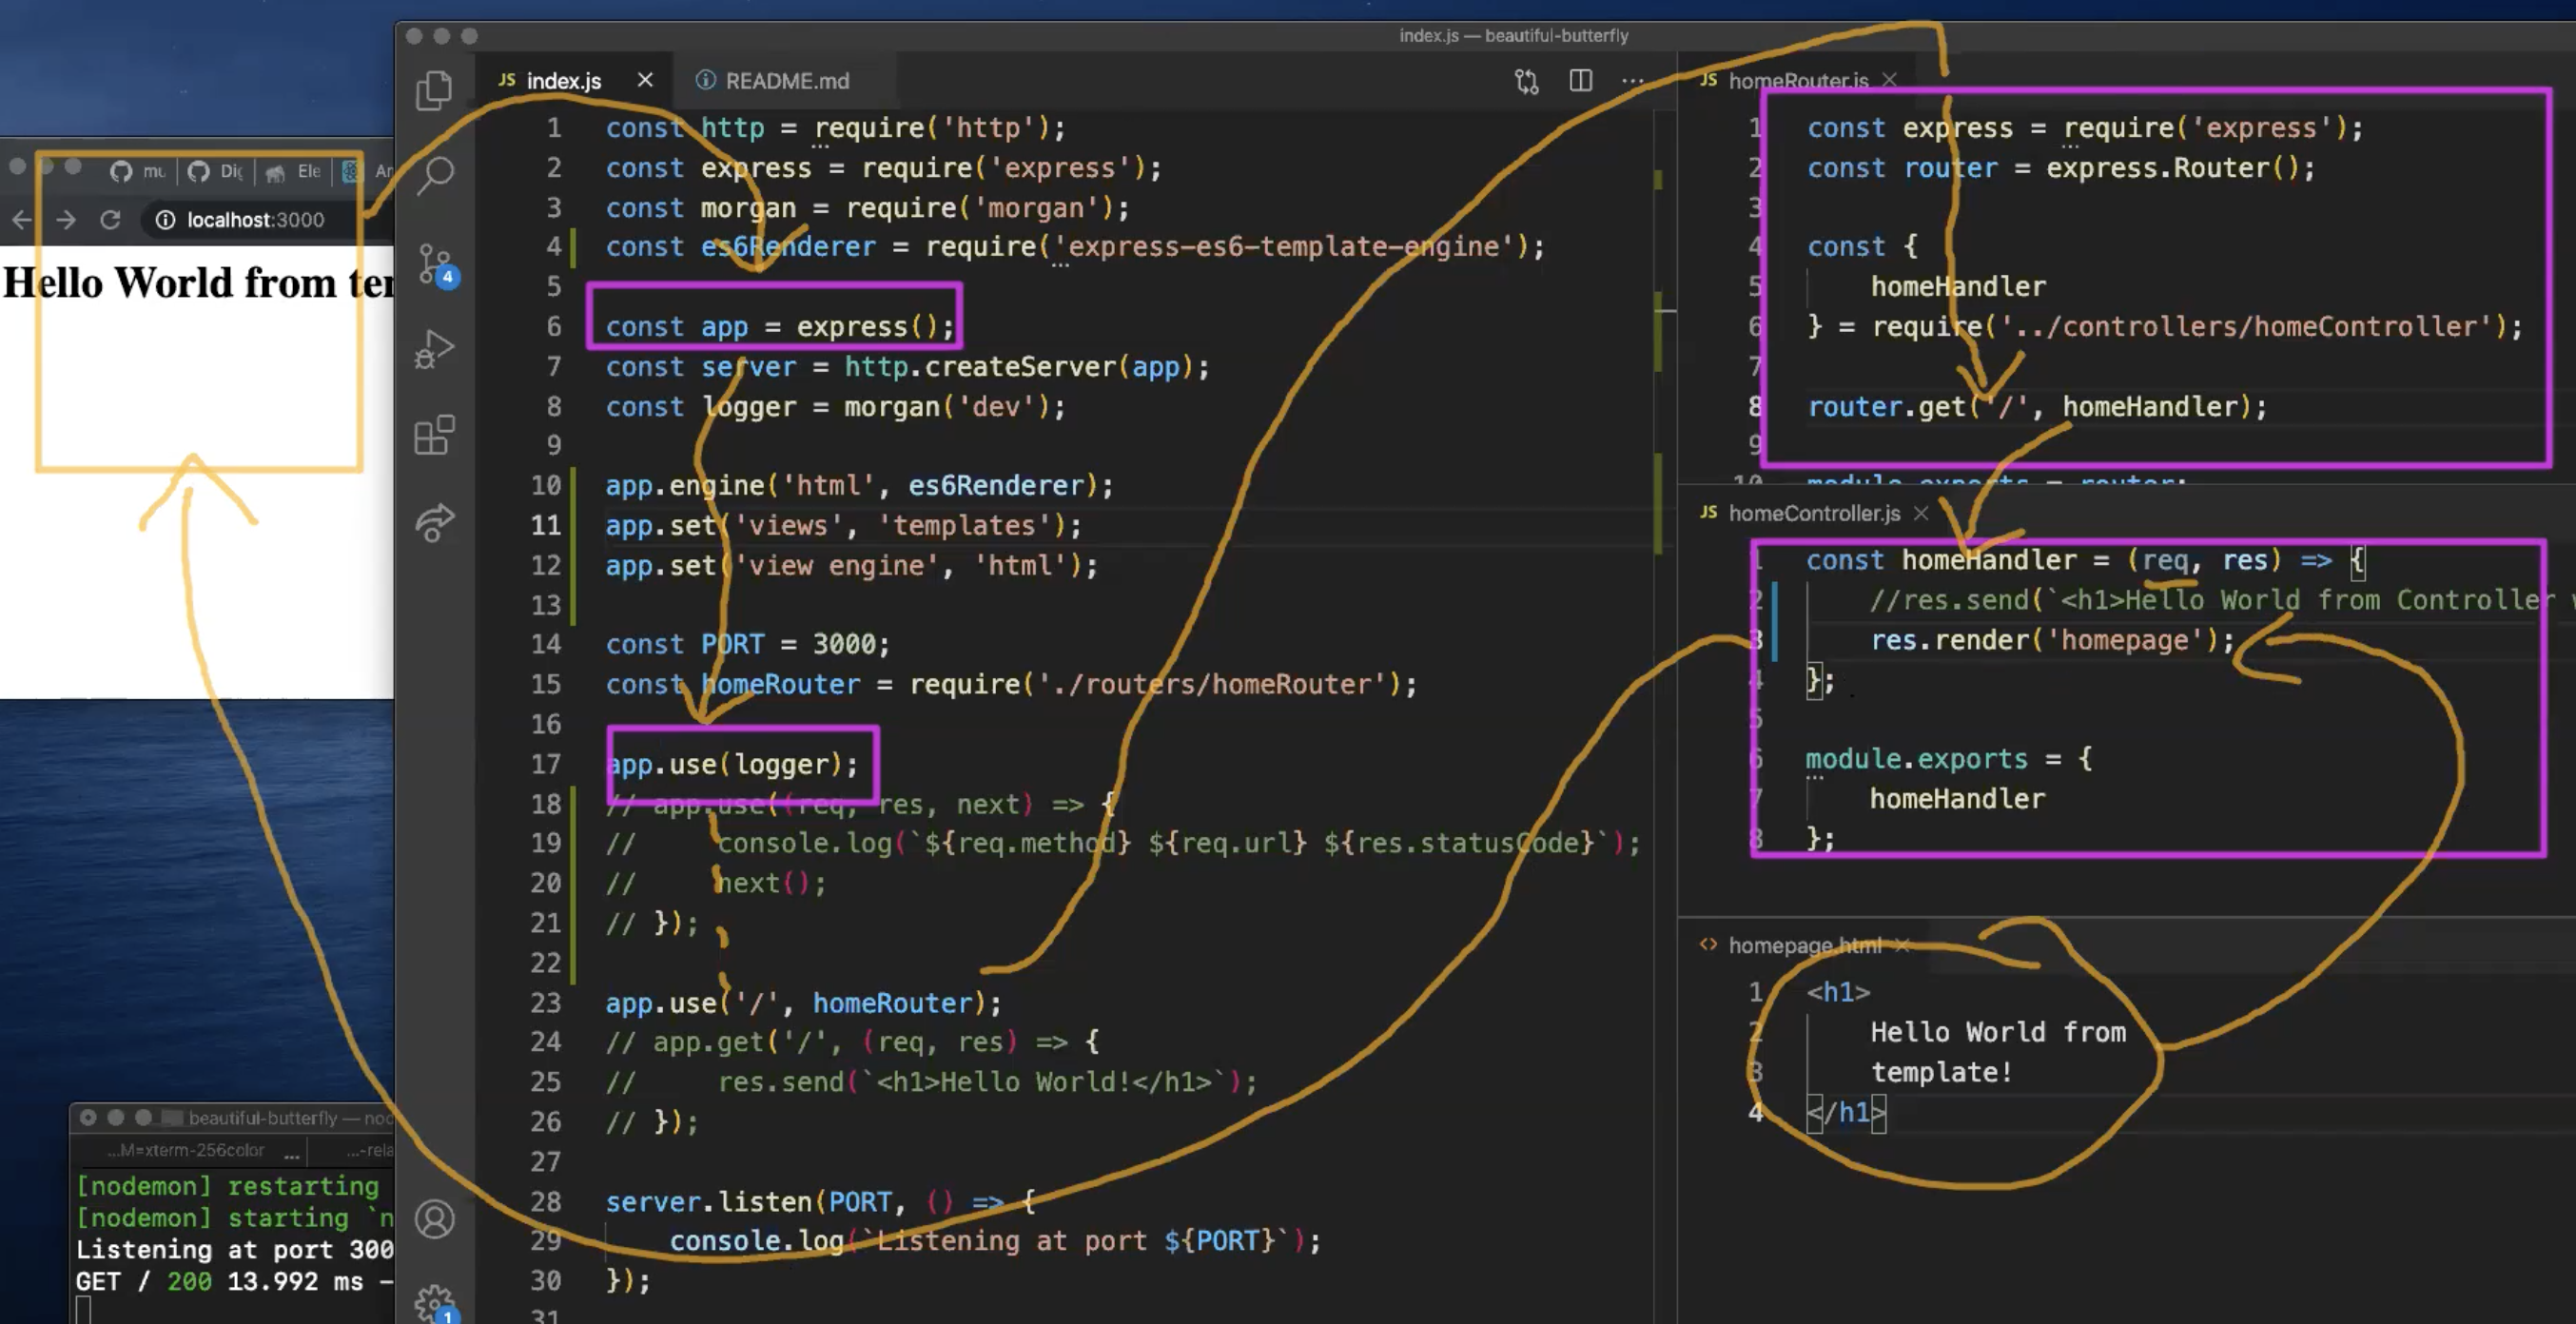 index.js — beautiful-butterfly
JS index.js
README.md
1 const http = require('http');
2 const express = require('express');
3 const morgan = require('morgan');
4 const es6Renderer = require('express-es6-template-engine');
5
6 const app = express();
7 const server = http.createServer(app);
8 const logger = morgan('dev');
9
10 app.engine('html', es6Renderer);
11 app.set('views', 'templates');
12 app.set('view engine', 'html');
13
14 const PORT = 3000;
15 const homeRouter = require('./routers/homeRouter');
16
17 app.use(logger);
18 // app.use((req, res, next) => {
19 //     console.log(`${req.method} ${req.url} ${res.statusCode}`);
20 //     next();
21 // });
22
23 app.use('/', homeRouter);
24 // app.get('/', (req, res) => {
25 //     res.send(`<h1>Hello World!</h1>`);
26 // });
27
28 server.listen(PORT, () => {
29     console.log(`Listening at port ${PORT}`);
30 });
31
JS homeRouter.js
1 const express = require('express');
2 const router = express.Router();
3
4 const {
5     homeHandler
6 } = require('../controllers/homeController');
7
8 router.get('/', homeHandler);
9
10 module.exports = router;
JS homeController.js
1 const homeHandler = (req, res) => {
2     //res.send(`<h1>Hello World from Controller
3     res.render('homepage');
4 };
5
6 module.exports = {
7     homeHandler
8 };
<> homepage.html
1 <h1>
2     Hello World from
3     template!
4 </h1>
mu
Dig
Ele
An
localhost:3000
Hello World from ter
4
1
beautiful-butterfly — nod
...M=xterm-256color ... ...-rela
[nodemon] restarting
[nodemon] starting `n
Listening at port 300
GET / 200 13.992 ms –